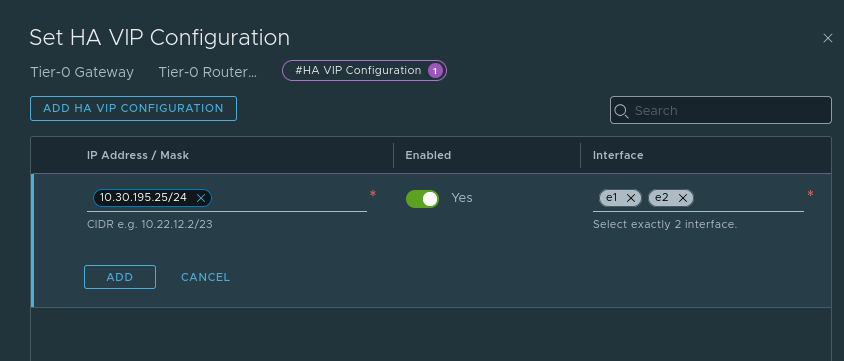 Set HA VIP Configuration
Tier-0 Gateway Tier-0 Router... #HA VIP Configuration 1
ADD HA VIP CONFIGURATION Search
IP Address / Mask Enabled Interface
10.30.195.25/24 * Yes e1 e2 *
CIDR e.g. 10.22.12.2/23 Select exactly 2 interface.
ADD CANCEL